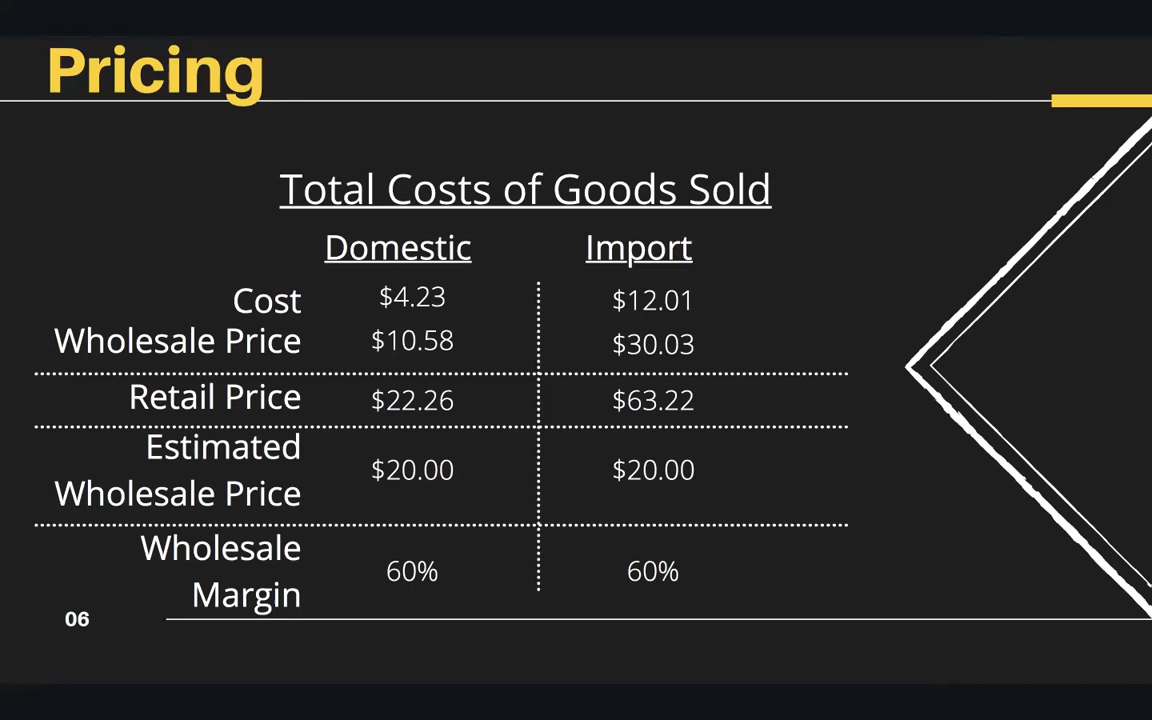 Pricing
Total Costs of Goods Sold
Domestic Import
Cost $4.23 $12.01
Wholesale Price $10.58 $30.03
Retail Price $22.26 $63.22
Estimated
Wholesale Price $20.00 $20.00
Wholesale
Margin 60% 60%
06